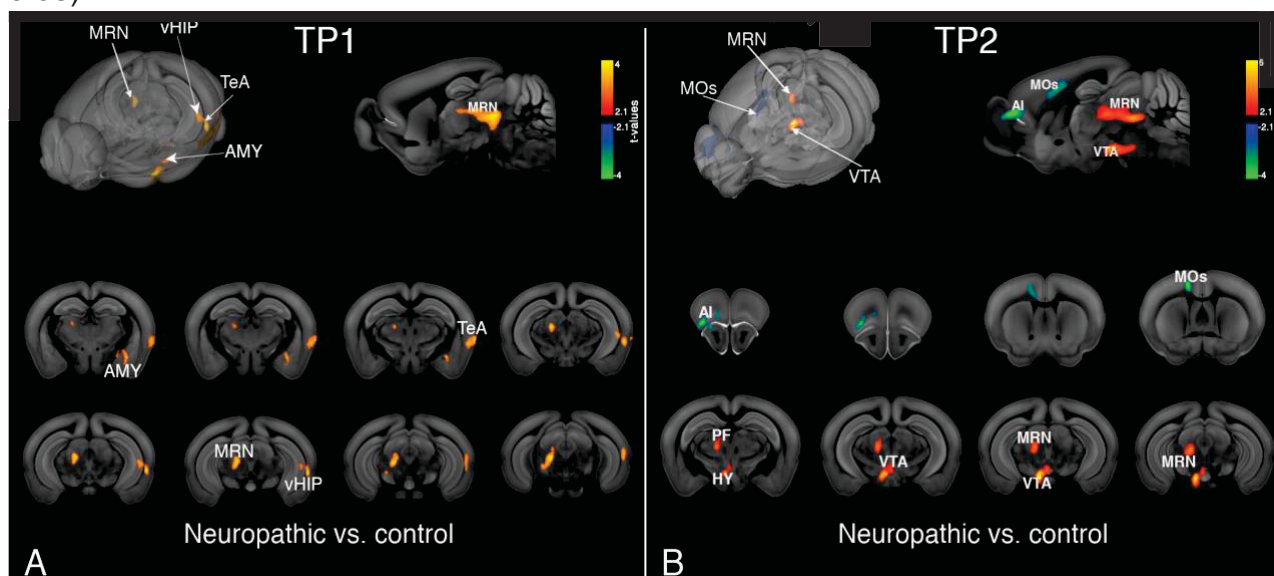 TP1
MRN
vHIP
TeA
AMY
MRN
4
2.1
-2.1
-4
t-values
TeA
AMY
MRN
vHIP
Neuropathic vs. control
A
TP2
MRN
MOs
VTA
MOs
AI
MRN
VTA
5
2.1
-2.1
-4
AI
MOs
PF
HY
VTA
MRN
VTA
MRN
Neuropathic vs. control
B